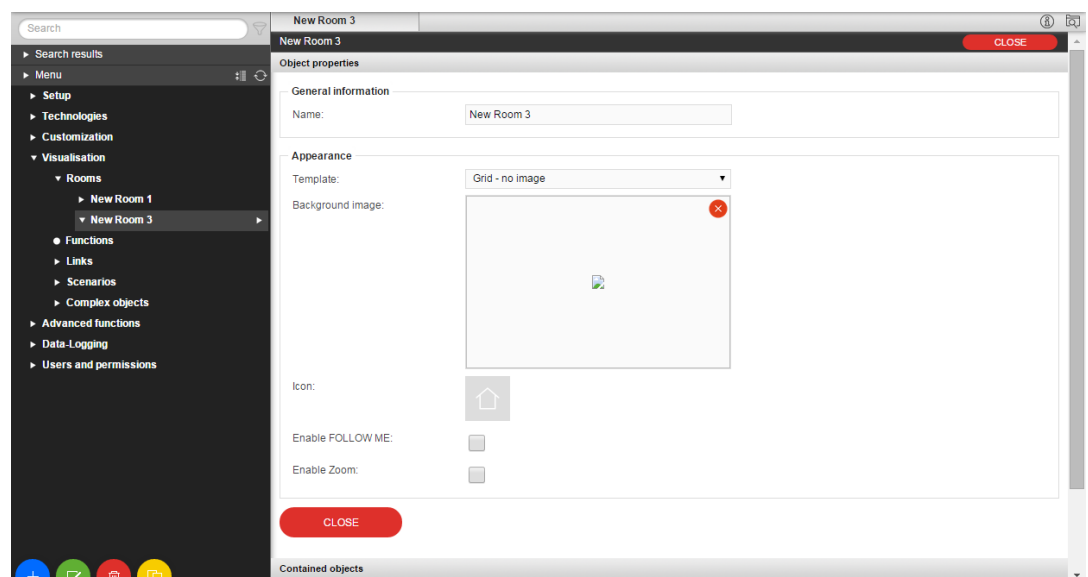 Search
New Room 3
New Room 3
CLOSE
Search results
Object properties
Menu
Setup
General information
Technologies
Name:
New Room 3
Customization
Visualisation
Appearance
Rooms
Template:
Grid - no image
New Room 1
Background image:
New Room 3
Functions
Links
Scenarios
Complex objects
Advanced functions
Data-Logging
Users and permissions
Icon:
Enable FOLLOW ME:
Enable Zoom:
CLOSE
Contained objects